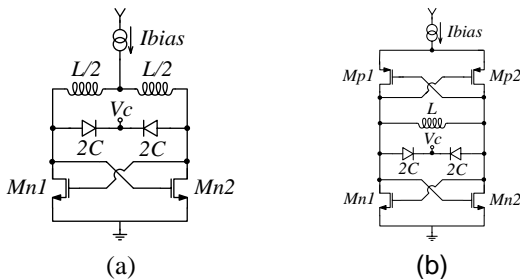 Ibias
L/2 L/2
Vc
2C 2C
Mn1 Mn2
(a)
Ibias
Mp1 Mp2
L
Vc
2C 2C
Mn1 Mn2
(b)